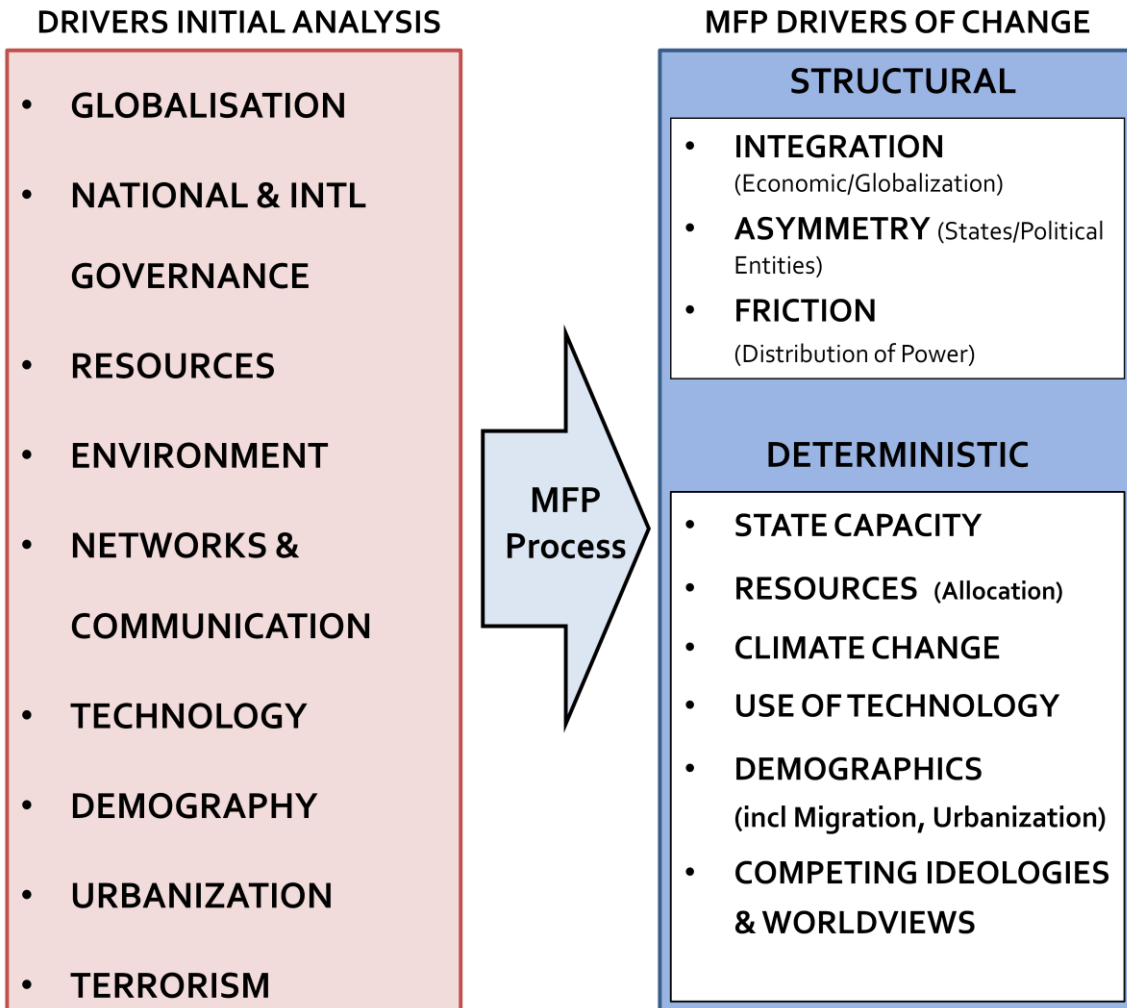 DRIVERS INITIAL ANALYSIS
• GLOBALISATION
• NATIONAL & INTL
GOVERNANCE
• RESOURCES
• ENVIRONMENT
• NETWORKS &
COMMUNICATION
• TECHNOLOGY
• DEMOGRAPHY
• URBANIZATION
• TERRORISM
MFP
Process
MFP DRIVERS OF CHANGE
STRUCTURAL
• INTEGRATION
(Economic/Globalization)
• ASYMMETRY (States/Political
Entities)
• FRICTION
(Distribution of Power)
DETERMINISTIC
• STATE CAPACITY
• RESOURCES (Allocation)
• CLIMATE CHANGE
• USE OF TECHNOLOGY
• DEMOGRAPHICS
(incl Migration, Urbanization)
• COMPETING IDEOLOGIES
& WORLDVIEWS